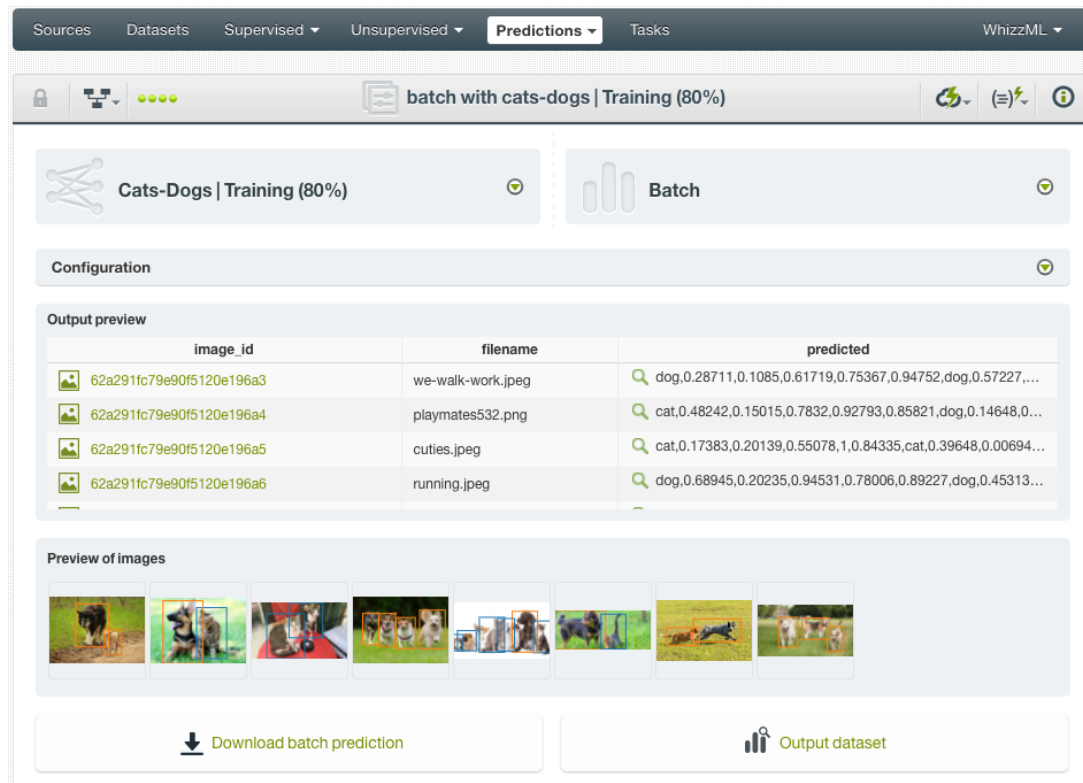 Sources Datasets Supervised Unsupervised Predictions Tasks WhizzML
batch with cats-dogs | Training (80%)
Cats-Dogs | Training (80%) Batch
Configuration
Output preview
image_id filename predicted
62a291fc79e90f5120e196a3 we-walk-work.jpeg dog,0.28711,0.1085,0.61719,0.75367,0.94752,dog,0.57227,...
62a291fc79e90f5120e196a4 playmates532.png cat,0.48242,0.15015,0.7832,0.92793,0.85821,dog,0.14648,0...
62a291fc79e90f5120e196a5 cuties.jpeg cat,0.17383,0.20139,0.55078,1,0.84335,cat,0.39648,0.00694...
62a291fc79e90f5120e196a6 running.jpeg dog,0.68945,0.20235,0.94531,0.78006,0.89227,dog,0.45313...
Preview of images
Download batch prediction Output dataset